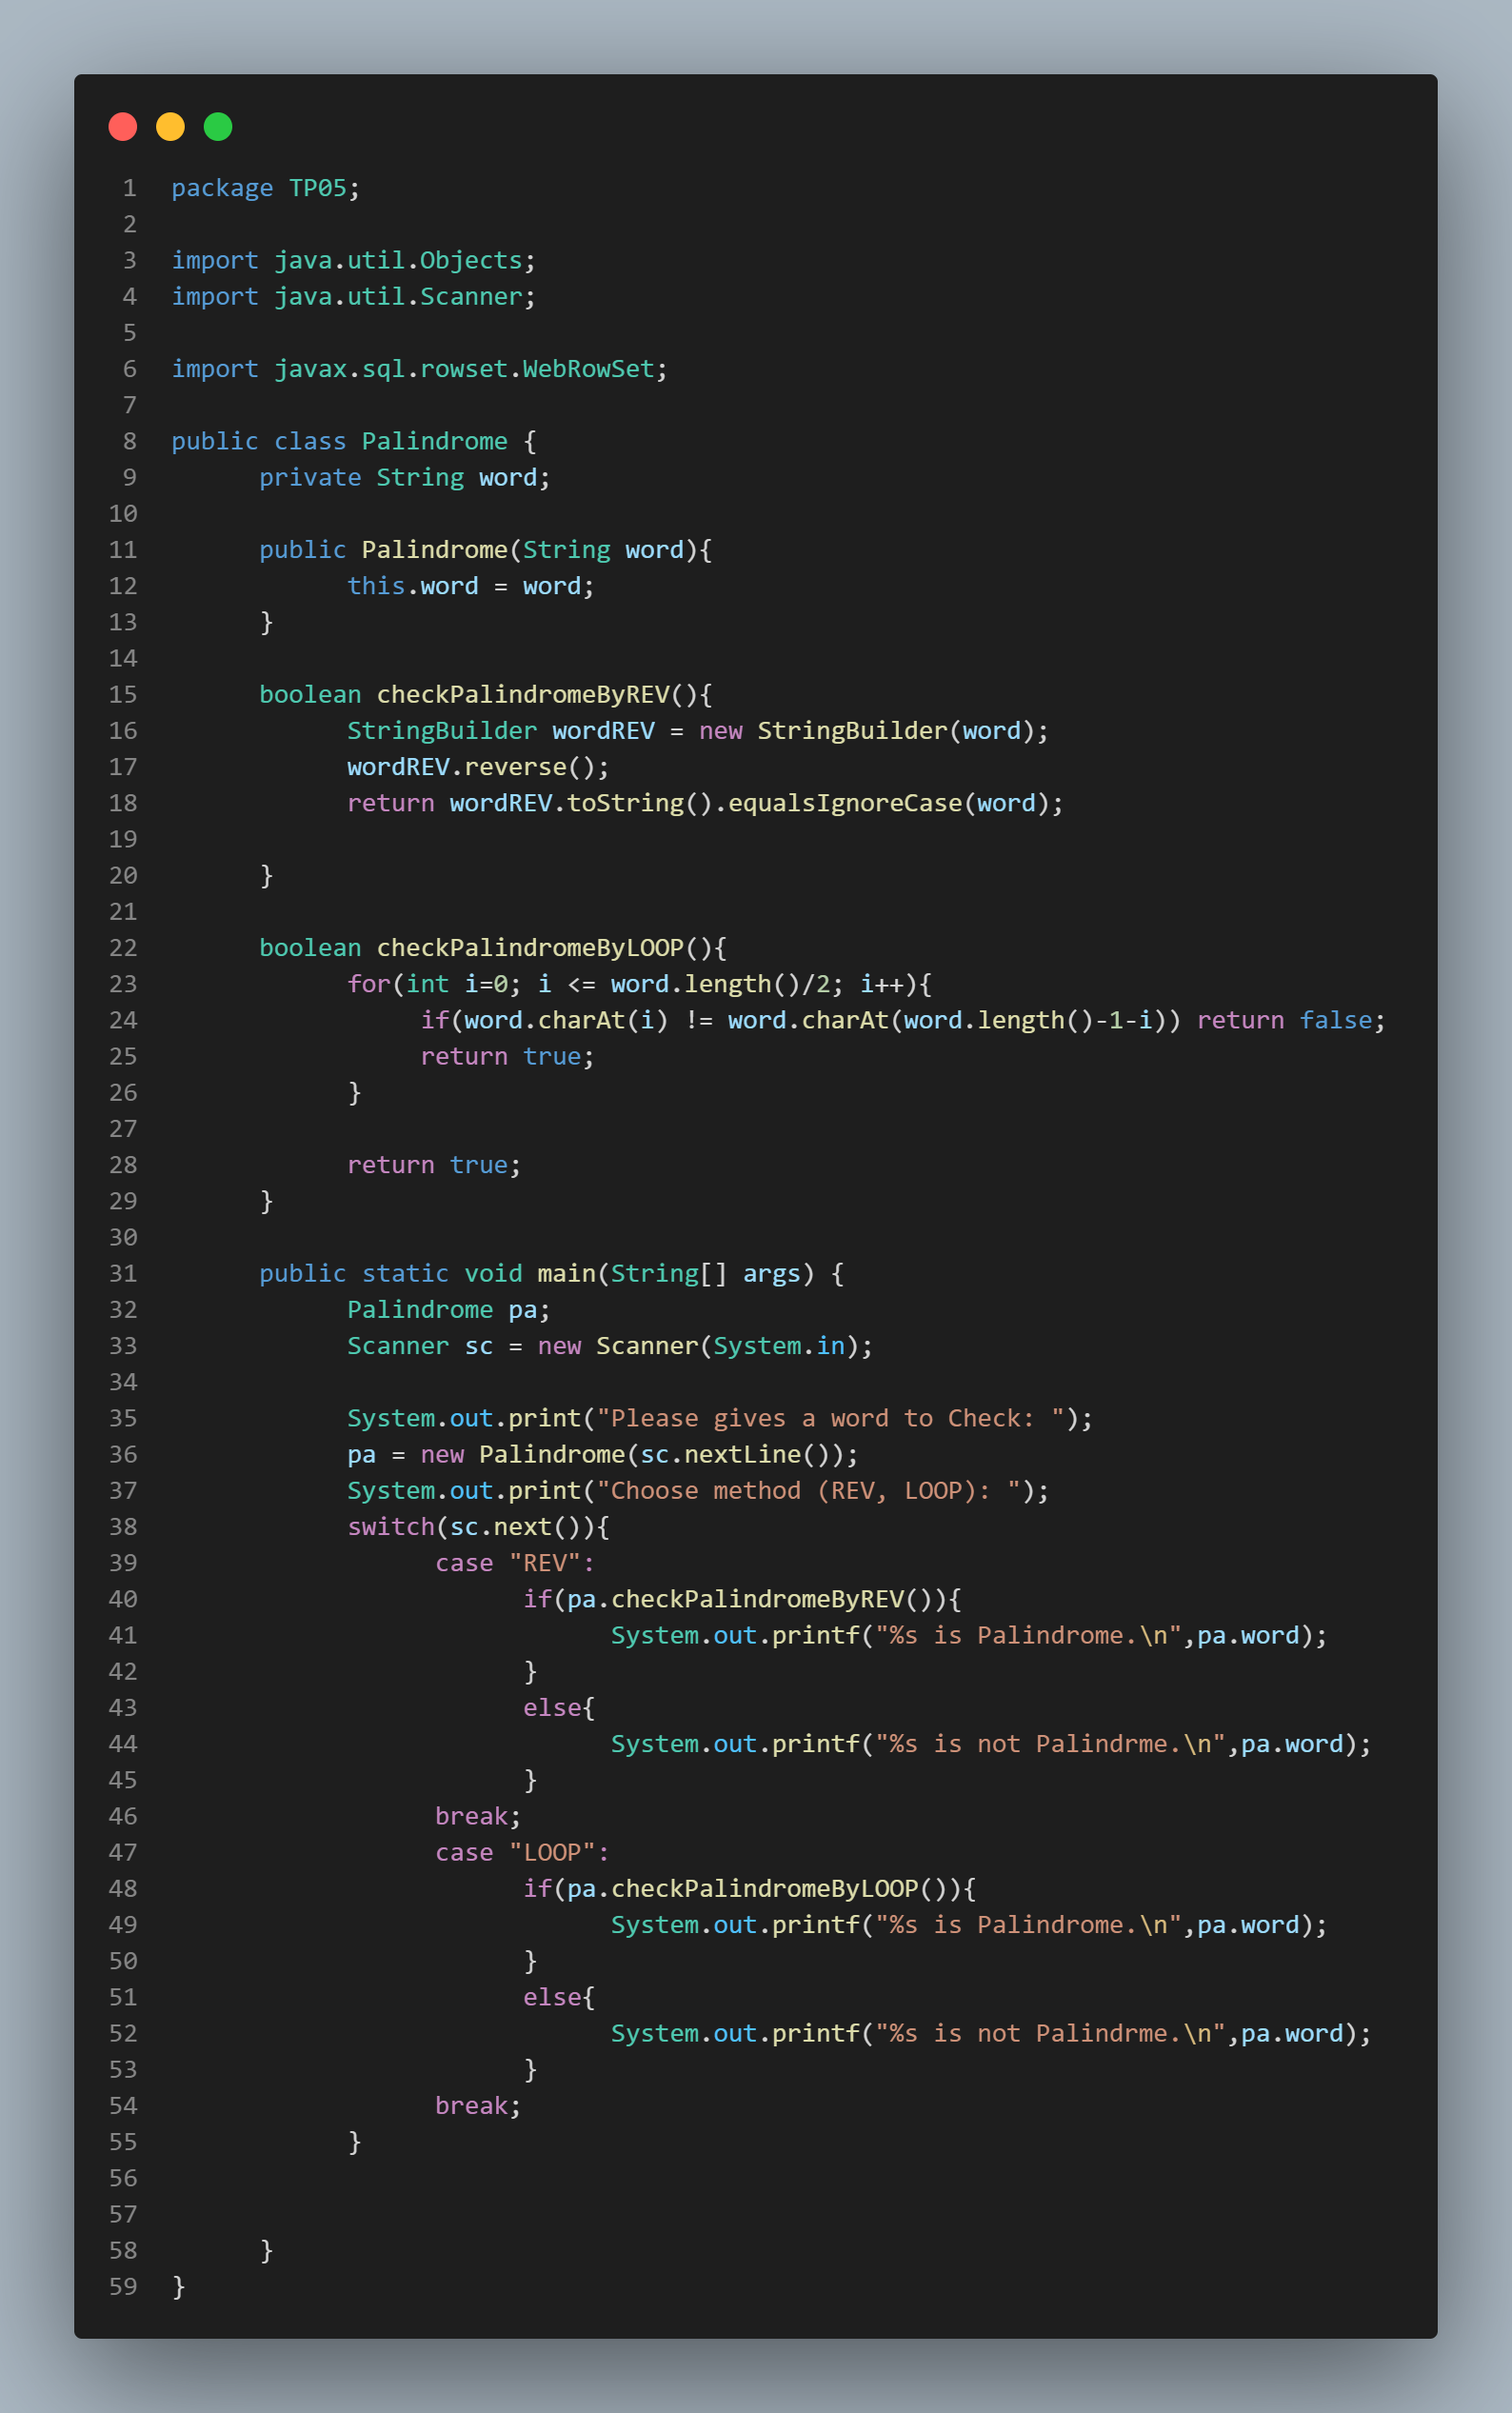 1 package TP05;
2
3 import java.util.Objects;
4 import java.util.Scanner;
5
6 import javax.sql.rowset.WebRowSet;
7
8 public class Palindrome {
9       private String word;
10
11       public Palindrome(String word){
12             this.word = word;
13       }
14
15       boolean checkPalindromeByREV(){
16             StringBuilder wordREV = new StringBuilder(word);
17             wordREV.reverse();
18             return wordREV.toString().equalsIgnoreCase(word);
19
20       }
21
22       boolean checkPalindromeByLOOP(){
23             for(int i=0; i <= word.length()/2; i++){
24                  if(word.charAt(i) != word.charAt(word.length()-1-i)) return false;
25                  return true;
26             }
27
28             return true;
29       }
30
31       public static void main(String[] args) {
32             Palindrome pa;
33             Scanner sc = new Scanner(System.in);
34
35             System.out.print("Please gives a word to Check: ");
36             pa = new Palindrome(sc.nextLine());
37             System.out.print("Choose method (REV, LOOP): ");
38             switch(sc.next()){
39                   case "REV":
40                         if(pa.checkPalindromeByREV()){
41                               System.out.printf("%s is Palindrome.\n",pa.word);
42                         }
43                         else{
44                               System.out.printf("%s is not Palindrme.\n",pa.word);
45                         }
46                   break;
47                   case "LOOP":
48                         if(pa.checkPalindromeByLOOP()){
49                               System.out.printf("%s is Palindrome.\n",pa.word);
50                         }
51                         else{
52                               System.out.printf("%s is not Palindrme.\n",pa.word);
53                         }
54                   break;
55             }
56
57
58       }
59 }